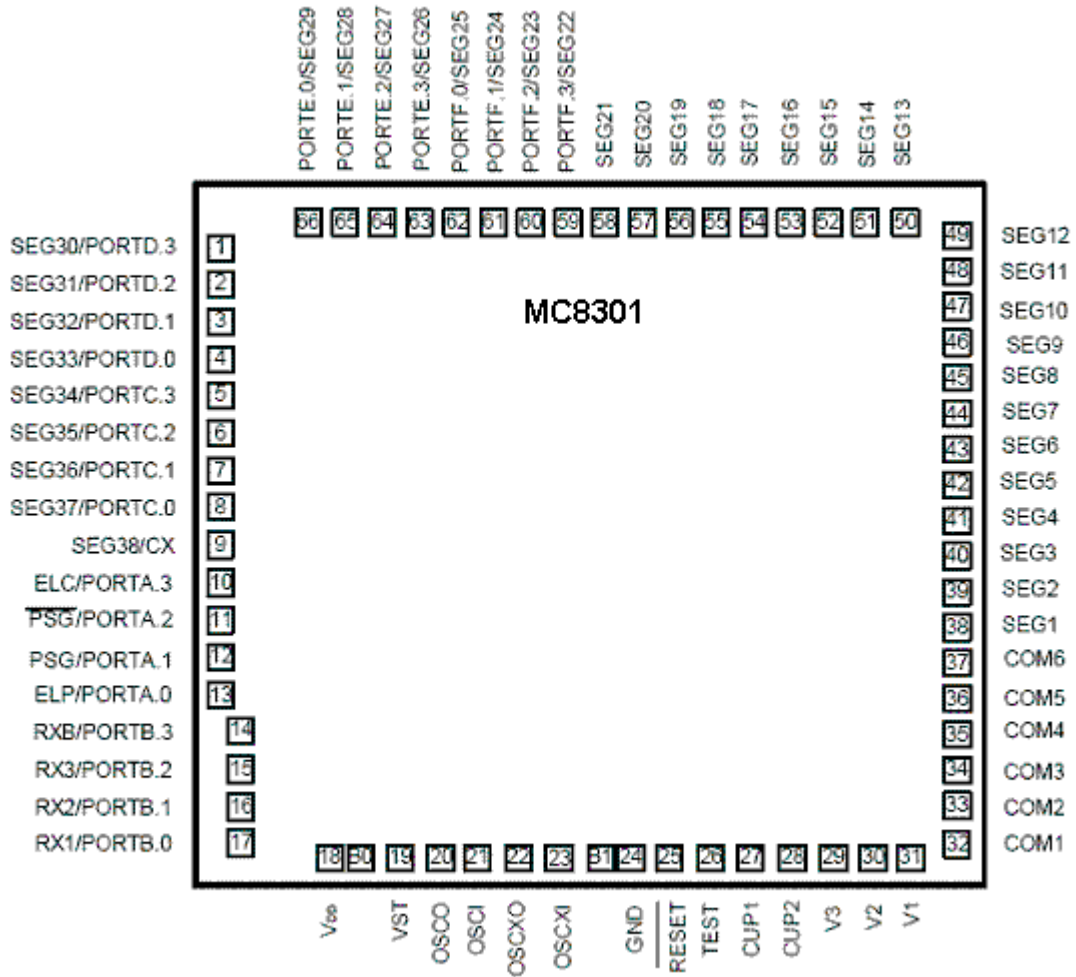 PORTE.0/SEG29
PORTE.1/SEG28
PORTE.2/SEG27
PORTE.3/SEG26
PORTF.0/SEG25
PORTF.1/SEG24
PORTF.2/SEG23
PORTF.3/SEG22
SEG21
SEG20
SEG19
SEG18
SEG17
SEG16
SEG15
SEG14
SEG13
66 65 64 63 62 61 60 59 58 57 56 55 54 53 52 51 50
MC8301
SEG30/PORTD.3 1
SEG31/PORTD.2 2
SEG32/PORTD.1 3
SEG33/PORTD.0 4
SEG34/PORTC.3 5
SEG35/PORTC.2 6
SEG36/PORTC.1 7
SEG37/PORTC.0 8
SEG38/CX 9
ELC/PORTA.3 10
PSG/PORTA.2 11
PSG/PORTA.1 12
ELP/PORTA.0 13
RXB/PORTB.3 14
RX3/PORTB.2 15
RX2/PORTB.1 16
RX1/PORTB.0 17
49 SEG12
48 SEG11
47 SEG10
46 SEG9
45 SEG8
44 SEG7
43 SEG6
42 SEG5
41 SEG4
40 SEG3
39 SEG2
38 SEG1
37 COM6
36 COM5
35 COM4
34 COM3
33 COM2
32 COM1
18 B0 19 20 21 22 23 B1 24 25 26 27 28 29 30 31
VDD
VST
OSCO
OSCI
OSCXO
OSCXI
GND
RESET
TEST
CUP1
CUP2
V3
V2
V1